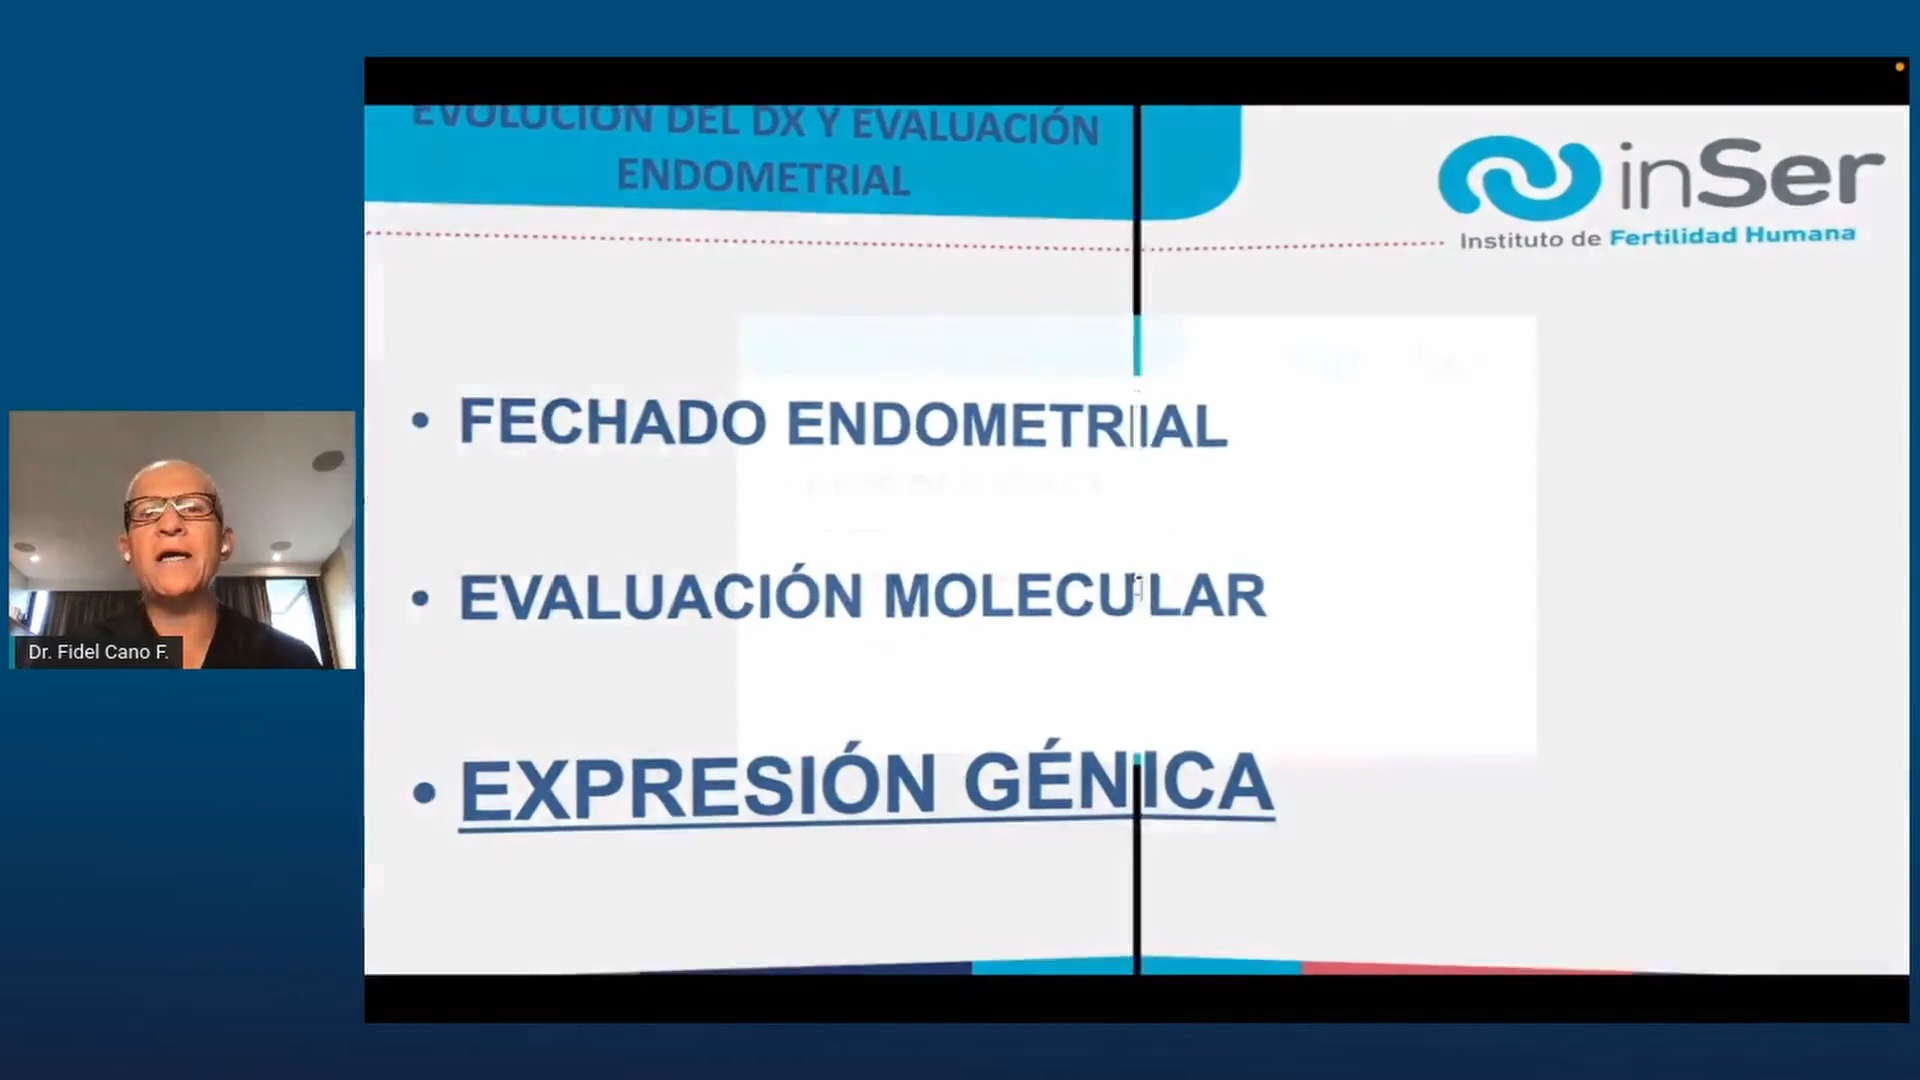 EVOLUCIÓN DEL DX Y EVALUACIÓN
ENDOMETRIAL
inSer
Instituto de Fertilidad Humana
• FECHADO ENDOMETRIAL
• EVALUACIÓN MOLECULAR
• EXPRESIÓN GÉNICA
Dr. Fidel Cano F.